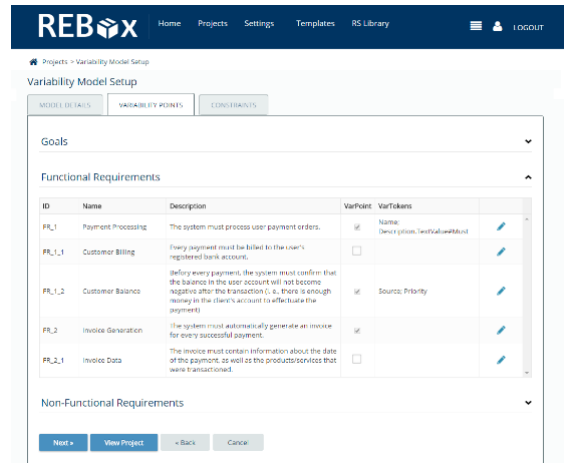 REBox
Home Projects Settings Templates RS Library LOGOUT
Projects > Variability Model Setup
Variability Model Setup
MODEL DETAILS VARIABILITY POINTS CONSTRAINTS
Goals
Functional Requirements
ID Name Description VarPoint VarTokens
FR_1 Payment Processing The system must process user payment orders. Name;
Description.TextValue#Must
FR_1_1 Customer Billing Every payment must be billed to the user's
registered bank account.
FR_1_2 Customer Balance Before every payment, the system must confirm that
the balance in the user account will not become
negative after the transaction (i. e., there is enough
money in the client's account to effectuate the
payment) Source; Priority
FR_2 Invoice Generation The system must automatically generate an invoice
for every successful payment.
FR_2_1 Invoice Data The invoice must contain information about the date
of the payment, as well as the products/services that
were transactioned.
Non-Functional Requirements
Next » View Project « Back Cancel